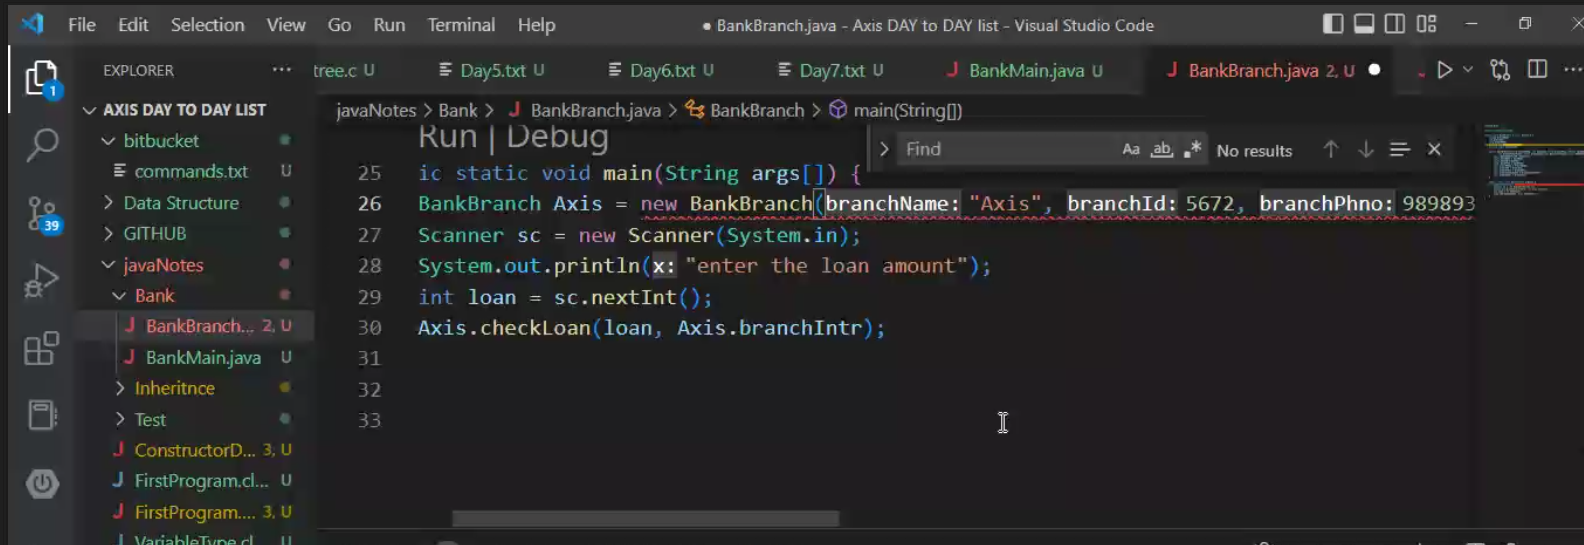 File Edit Selection View Go Run Terminal Help ● BankBranch.java - Axis DAY to DAY list - Visual Studio Code
EXPLORER ··· tree.c U Day5.txt U Day6.txt U Day7.txt U J BankMain.java U J BankBranch.java 2, U ●
1
AXIS DAY TO DAY LIST
javaNotes > Bank > J BankBranch.java > BankBranch > main(String[])
bitbucket
commands.txt U
Data Structure
39
GITHUB
javaNotes
Bank
J BankBranch... 2, U
J BankMain.java U
Inheritnce
Test
J ConstructorD... 3, U
J FirstProgram.cl... U
J FirstProgram.... 3, U
J VariableType.cl... U
Run | Debug
> Find Aa ab .* No results
25 ic static void main(String args[]) {
26 BankBranch Axis = new BankBranch(branchName: "Axis", branchId: 5672, branchPhno: 989893
27 Scanner sc = new Scanner(System.in);
28 System.out.println(x: "enter the loan amount");
29 int loan = sc.nextInt();
30 Axis.checkLoan(loan, Axis.branchIntr);
31
32
33